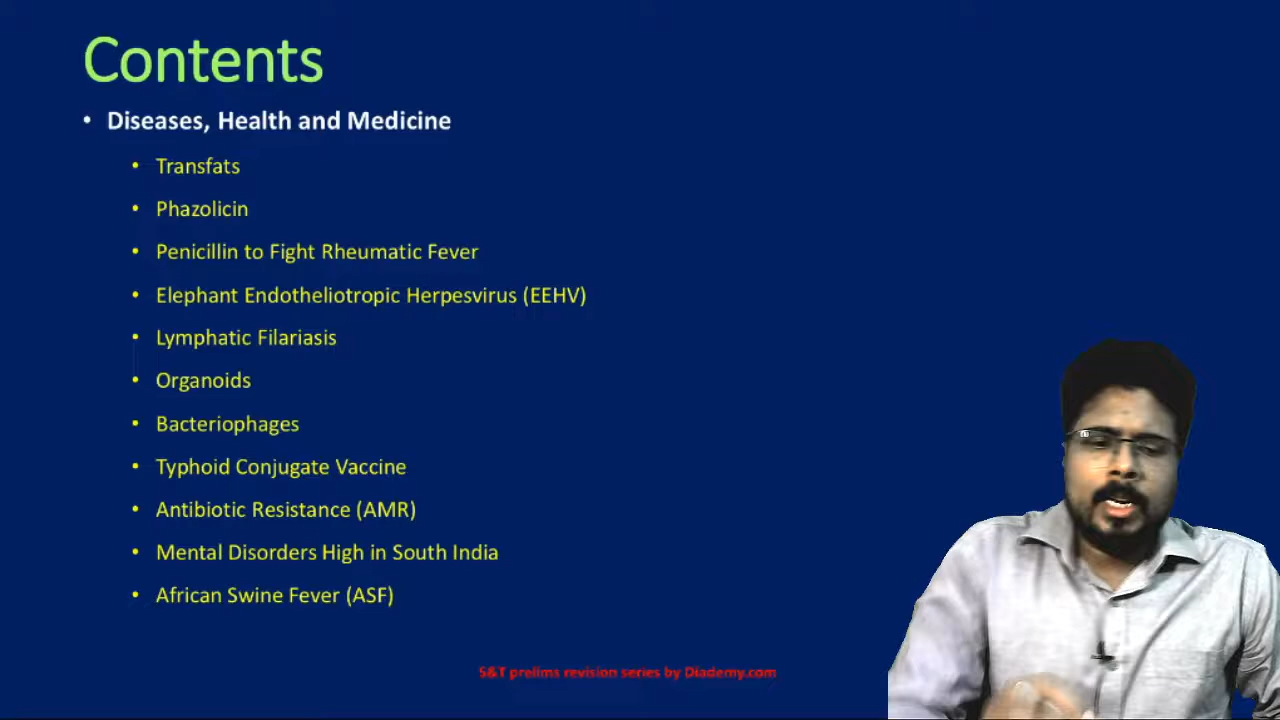 Contents
• Diseases, Health and Medicine
• Transfats
• Phazolicin
• Penicillin to Fight Rheumatic Fever
• Elephant Endotheliotropic Herpesvirus (EEHV)
• Lymphatic Filariasis
• Organoids
• Bacteriophages
• Typhoid Conjugate Vaccine
• Antibiotic Resistance (AMR)
• Mental Disorders High in South India
• African Swine Fever (ASF)
S&T prelims revision series by Diademy.com